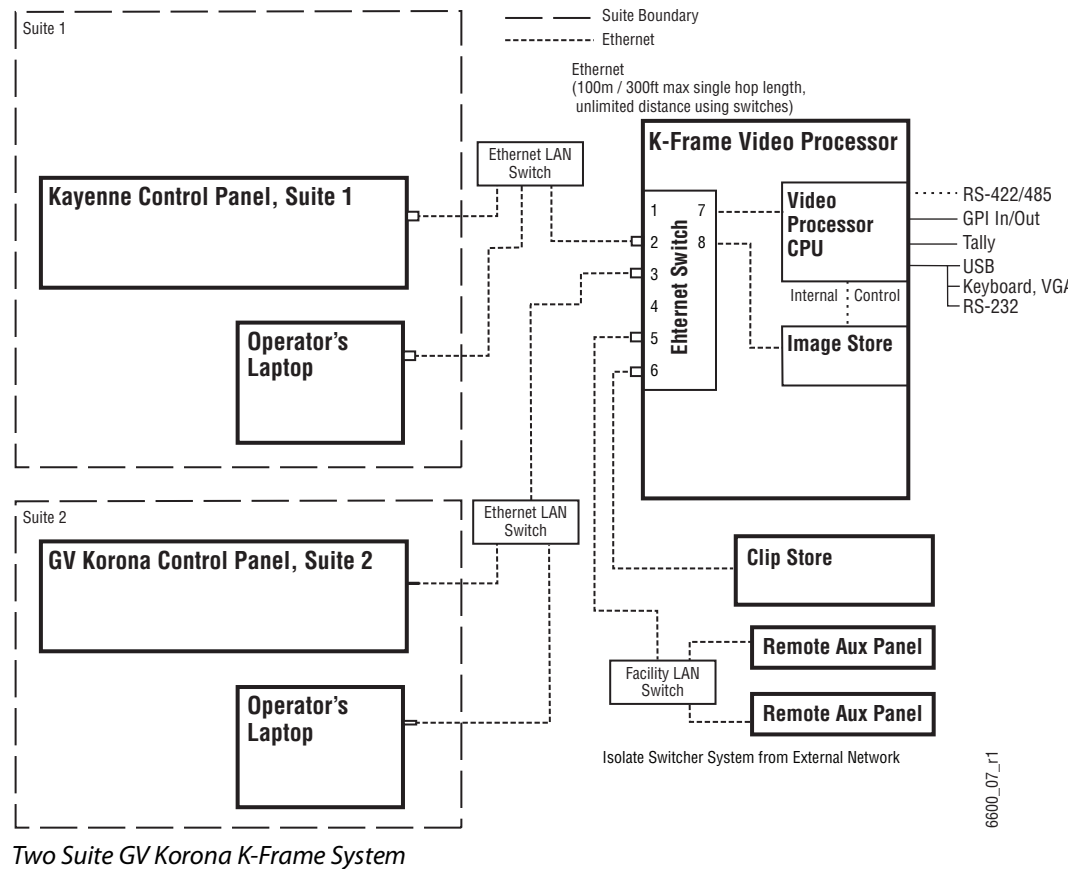 Suite 1
Suite Boundary
Ethernet
Ethernet
(100m / 300ft max single hop length,
unlimited distance using switches)
Ethernet LAN
Switch
K-Frame Video Processor
Kayenne Control Panel, Suite 1
Operator's
Laptop
1
2
3
4
5
6
7
8
Ehternet Switch
Video
Processor
CPU
Internal
Control
Image Store
RS-422/485
GPI In/Out
Tally
USB
Keyboard, VGA
RS-232
Suite 2
Ethernet LAN
Switch
GV Korona Control Panel, Suite 2
Operator's
Laptop
Clip Store
Remote Aux Panel
Facility LAN
Switch
Remote Aux Panel
Isolate Switcher System from External Network
6600_07_r1
Two Suite GV Korona K-Frame System